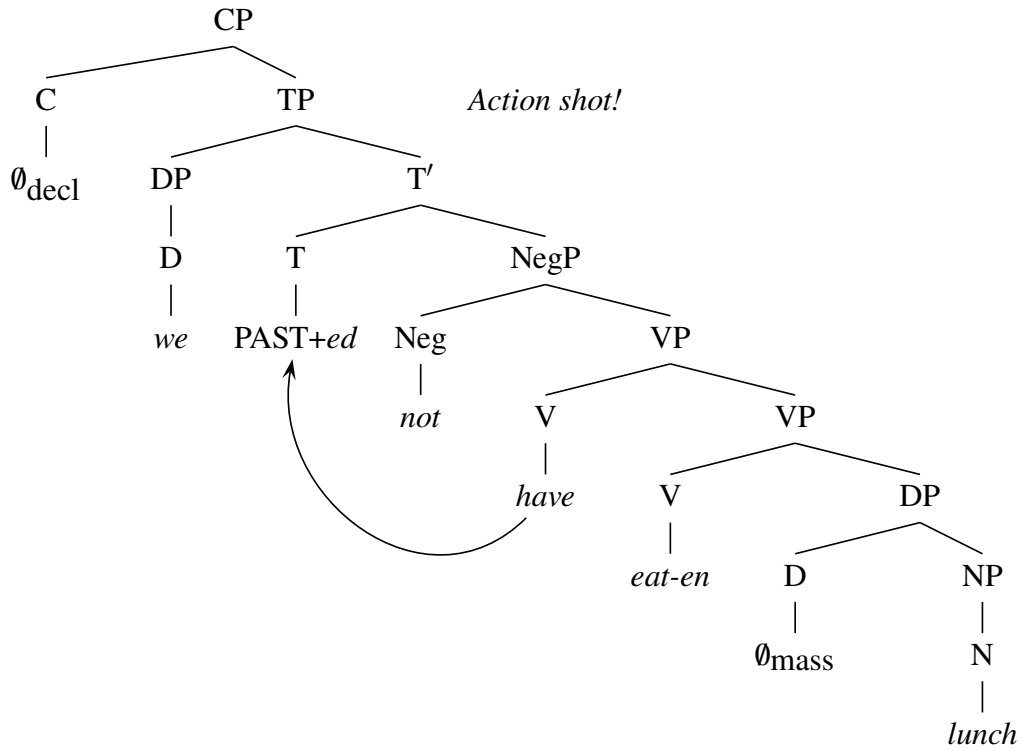 CP
C TP Action shot!
∅decl DP T′
D T NegP
we PAST+ed Neg VP
not V VP
have V DP
eat-en D NP
∅mass N
lunch